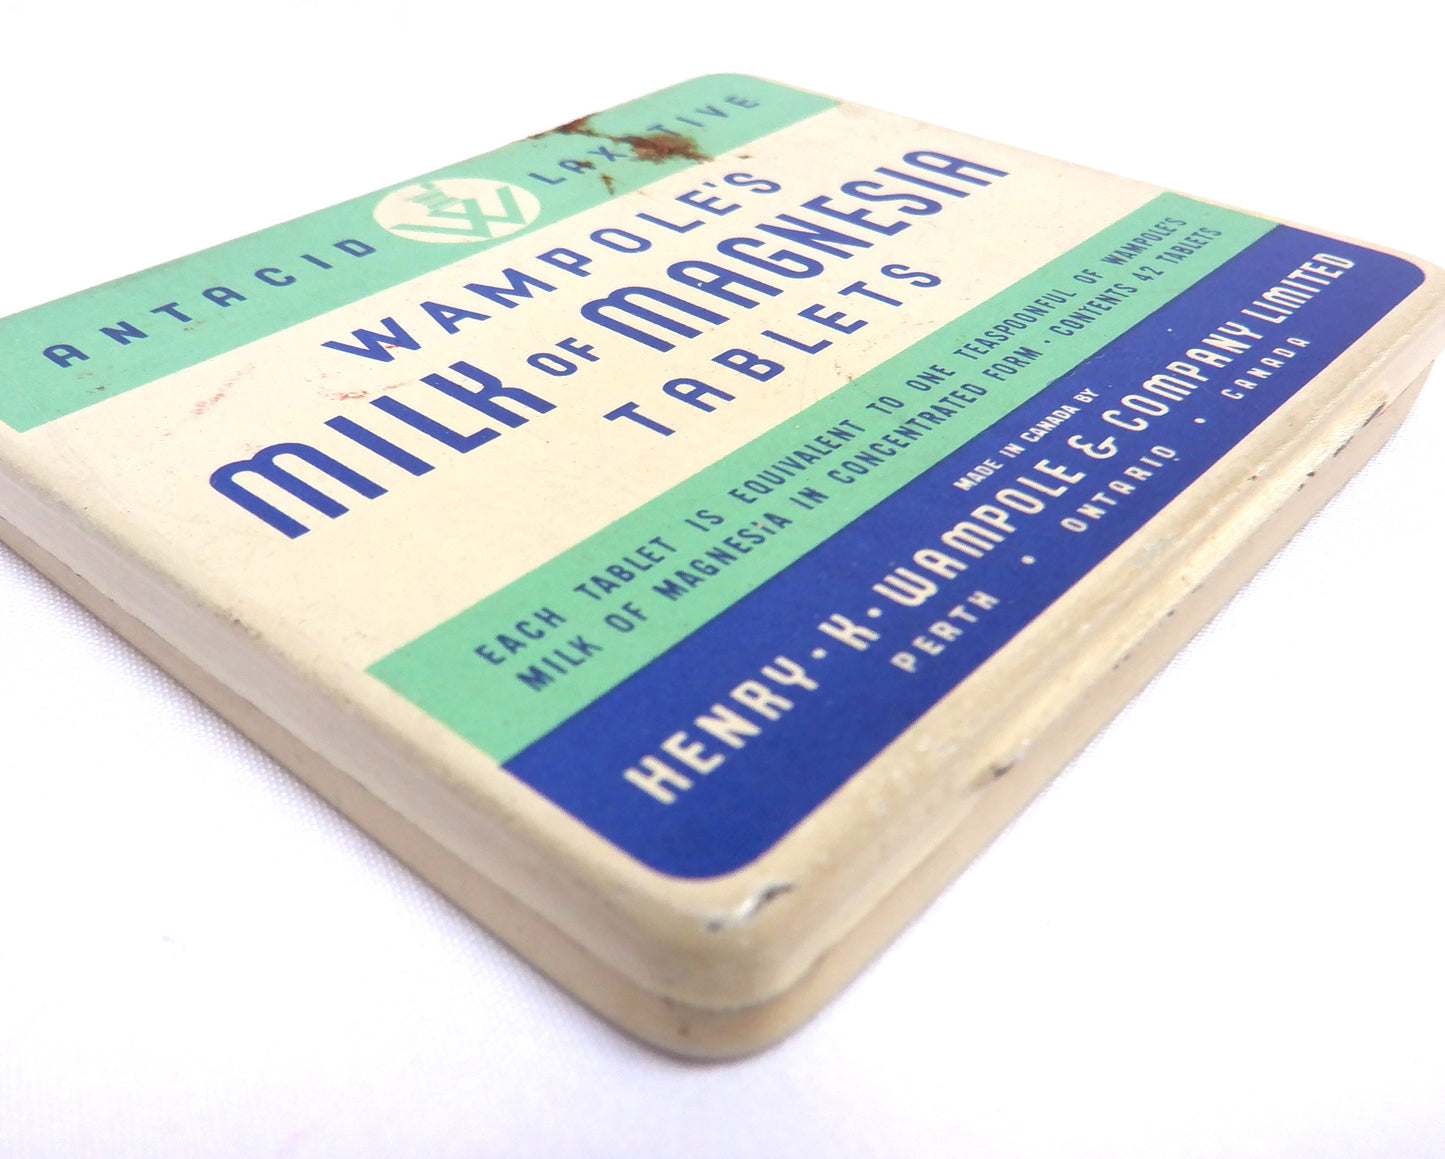 ANTACID HKW LAXATIVE
WAMPOLE'S
MILK OF MAGNESIA
TABLETS
EACH TABLET IS EQUIVALENT TO ONE TEASPOONFUL OF WAMPOLE'S
MILK OF MAGNESIA IN CONCENTRATED FORM · CONTENTS 42 TABLETS
MADE IN CANADA BY
HENRY · K · WAMPOLE & COMPANY LIMITED
PERTH · ONTARIO · CANADA